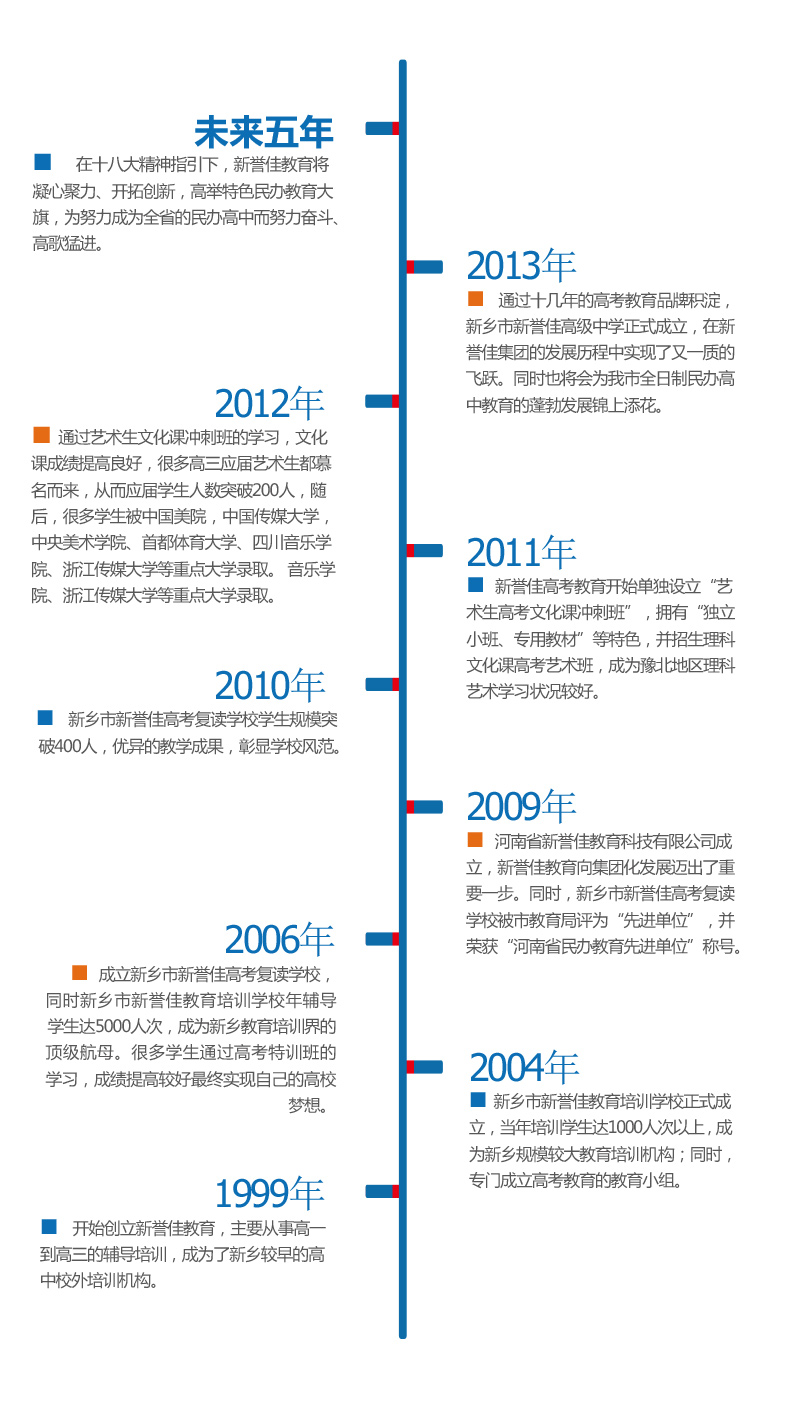 未来五年
在十八大精神指引下，新誉佳教育将
凝心聚力、开拓创新，高举特色民办教育大
旗，为努力成为全省的民办高中而努力奋斗、
高歌猛进。
2013年
通过十几年的高考教育品牌积淀，
新乡市新誉佳高级中学正式成立，在新
誉佳集团的发展历程中实现了又一质的
飞跃。同时也将会为我市全日制民办高
中教育的蓬勃发展锦上添花。
2012年
通过艺术生文化课冲刺班的学习，文化
课成绩提高良好，很多高三应届艺术生都慕
名而来，从而应届学生人数突破200人，随
后，很多学生被中国美院，中国传媒大学，
中央美术学院、首都体育大学、四川音乐学
院、浙江传媒大学等重点大学录取。 音乐学
院、浙江传媒大学等重点大学录取。
2011年
新誉佳高考教育开始单独设立“艺
术生高考文化课冲刺班”，拥有“独立
小班、专用教材”等特色，并招生理科
文化课高考艺术班，成为豫北地区理科
艺术学习状况较好。
2010年
新乡市新誉佳高考复读学校学生规模突
破400人，优异的教学成果，彰显学校风范。
2009年
河南省新誉佳教育科技有限公司成
立，新誉佳教育向集团化发展迈出了重
要一步。同时，新乡市新誉佳高考复读
学校被市教育局评为“先进单位”，并
荣获“河南省民办教育先进单位”称号。
2006年
成立新乡市新誉佳高考复读学校，
同时新乡市新誉佳教育培训学校年辅导
学生达5000人次，成为新乡教育培训界的
顶级航母。很多学生通过高考特训班的
学习，成绩提高较好最终实现自己的高校
梦想。
2004年
新乡市新誉佳教育培训学校正式成
立，当年培训学生达1000人次以上，成
为新乡规模较大教育培训机构；同时，
专门成立高考教育的教育小组。
1999年
开始创立新誉佳教育，主要从事高一
到高三的辅导培训，成为了新乡较早的高
中校外培训机构。